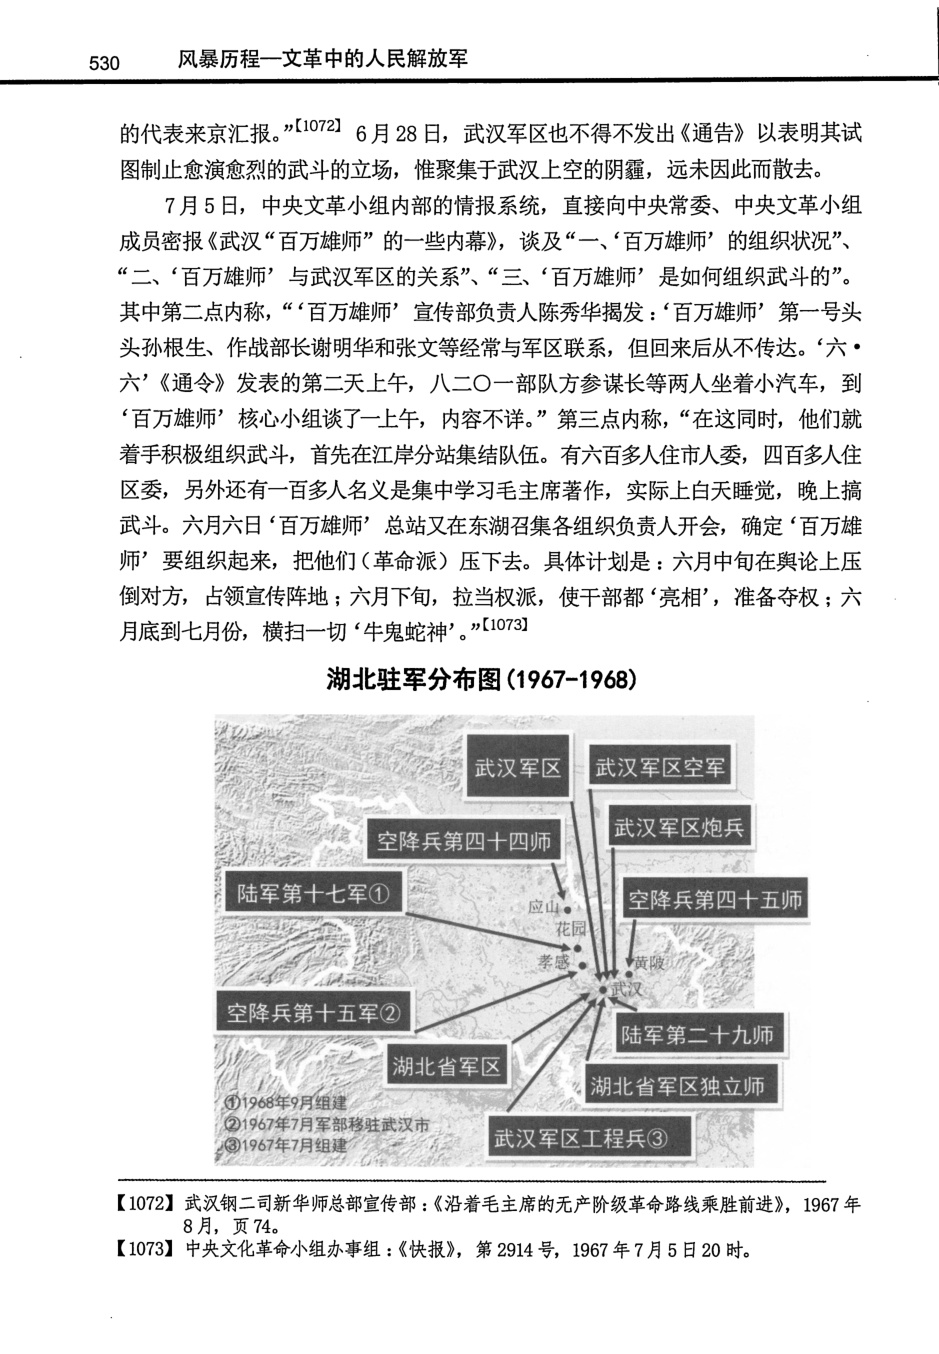 530 风暴历程—文革中的人民解放军
的代表来京汇报。”【1072】 6月28日，武汉军区也不得不发出《通告》以表明其试
图制止愈演愈烈的武斗的立场，惟聚集于武汉上空的阴霾，远未因此而散去。
7月5日，中央文革小组内部的情报系统，直接向中央常委、中央文革小组
成员密报《武汉“百万雄师”的一些内幕》，谈及“一、‘百万雄师’的组织状况”、
“二、‘百万雄师’与武汉军区的关系”、“三、‘百万雄师’是如何组织武斗的”。
其中第二点内称，“‘百万雄师’宣传部负责人陈秀华揭发：‘百万雄师’第一号头
头孙根生、作战部长谢明华和张文等经常与军区联系，但回来后从不传达。‘六·
六’《通令》发表的第二天上午，八二〇一部队方参谋长等两人坐着小汽车，到
‘百万雄师’核心小组谈了一上午，内容不详。”第三点内称，“在这同时，他们就
着手积极组织武斗，首先在江岸分站集结队伍。有六百多人住市人委，四百多人住
区委，另外还有一百多人名义是集中学习毛主席著作，实际上白天睡觉，晚上搞
武斗。六月六日‘百万雄师’总站又在东湖召集各组织负责人开会，确定‘百万雄
师’要组织起来，把他们（革命派）压下去。具体计划是：六月中旬在舆论上压
倒对方，占领宣传阵地；六月下旬，拉当权派，使干部都‘亮相’，准备夺权；六
月底到七月份，横扫一切‘牛鬼蛇神’。”【1073】
湖北驻军分布图(1967-1968)
武汉军区
武汉军区空军
武汉军区炮兵
空降兵第四十四师
陆军第十七军①
空降兵第四十五师
应山
花园
孝感
黄陂
武汉
空降兵第十五军②
陆军第二十九师
湖北省军区
湖北省军区独立师
武汉军区工程兵③
①1968年9月组建
②1967年7月军部移驻武汉市
③1967年7月组建
【1072】武汉钢二司新华师总部宣传部：《沿着毛主席的无产阶级革命路线乘胜前进》，1967年
8月，页74。
【1073】中央文化革命小组办事组：《快报》，第2914号，1967年7月5日20时。